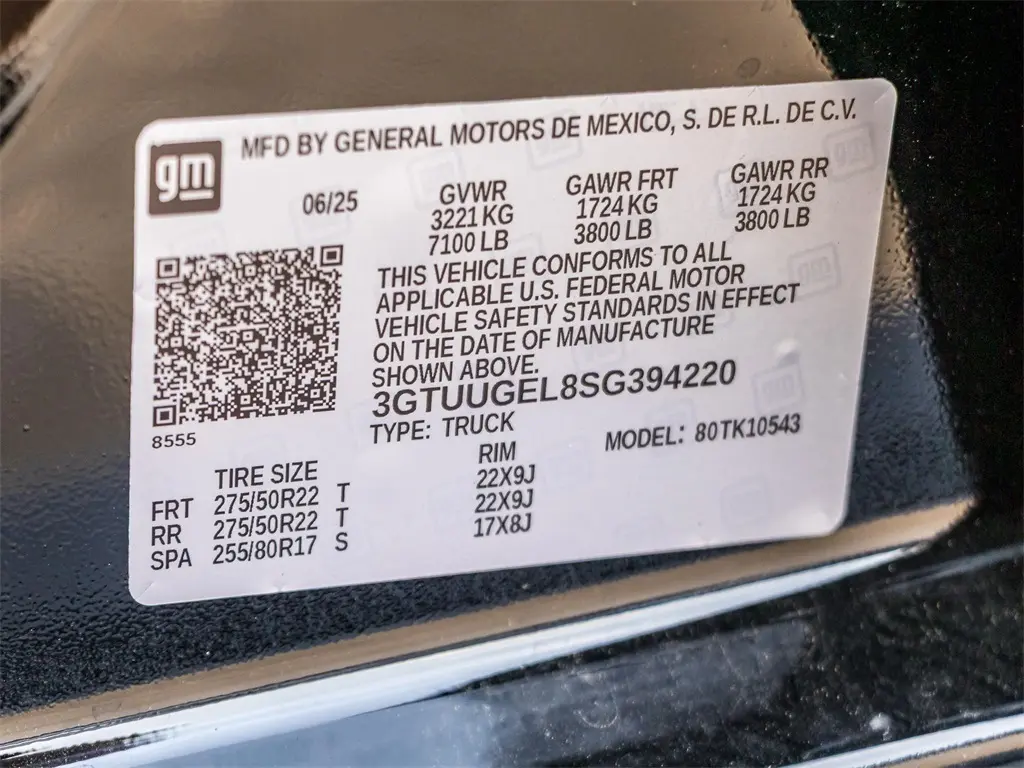 gm
MFD BY GENERAL MOTORS DE MEXICO, S. DE R.L. DE C.V.
06/25
GVWR GAWR FRT GAWR RR
3221 KG 1724 KG 1724 KG
7100 LB 3800 LB 3800 LB
THIS VEHICLE CONFORMS TO ALL
APPLICABLE U.S. FEDERAL MOTOR
VEHICLE SAFETY STANDARDS IN EFFECT
ON THE DATE OF MANUFACTURE
SHOWN ABOVE.
3GTUUGEL8SG394220
8555
TYPE: TRUCK MODEL: 80TK10543
TIRE SIZE RIM
FRT 275/50R22 T 22X9J
RR 275/50R22 T 22X9J
SPA 255/80R17 S 17X8J